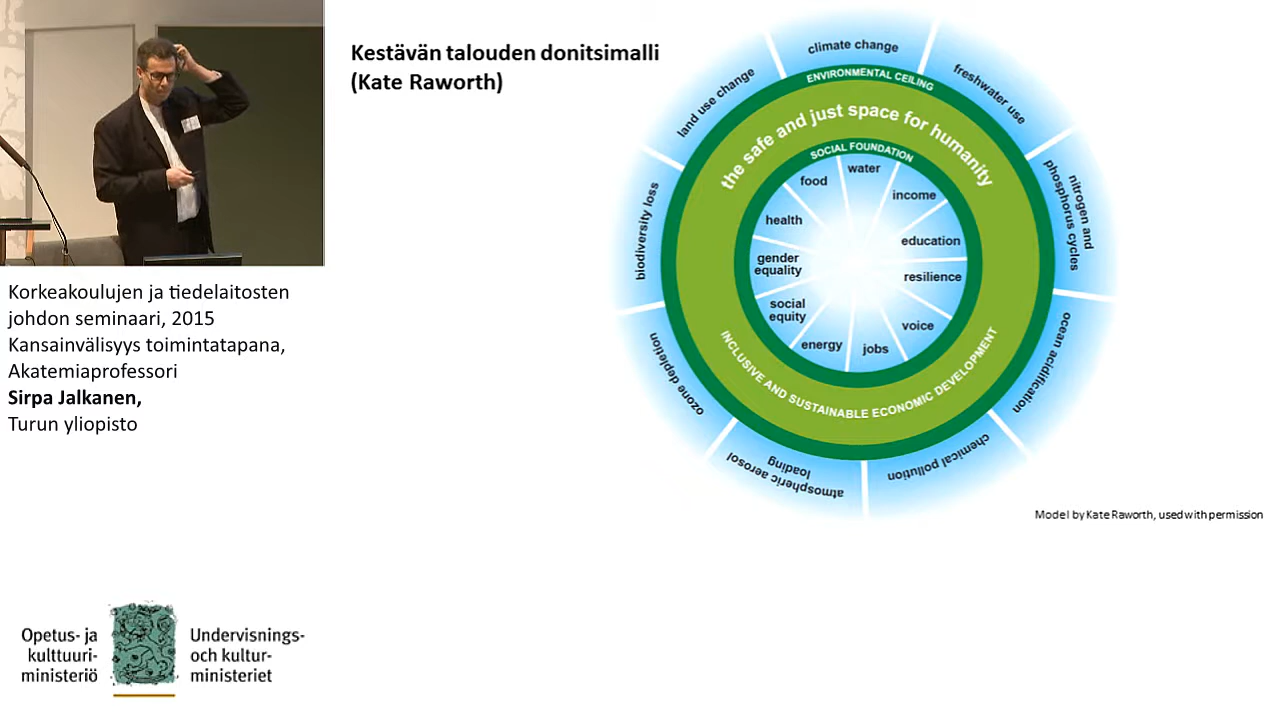 Kestävän talouden donitsimalli
(Kate Raworth)
climate change
freshwater use
nitrogen and
phosphorus cycles
ocean acidification
chemical pollution
atmospheric aerosol
loading
ozone depletion
biodiversity loss
land use change
ENVIRONMENTAL CEILING
the safe and just space for humanity
SOCIAL FOUNDATION
water
income
education
resilience
voice
jobs
energy
social
equity
gender
equality
health
food
INCLUSIVE AND SUSTAINABLE ECONOMIC DEVELOPMENT
Model by Kate Raworth, used with permission
Korkeakoulujen ja tiedelaitosten
johdon seminaari, 2015
Kansainvälisyys toimintatapana,
Akatemiaprofessori
Sirpa Jalkanen,
Turun yliopisto
Opetus- ja
kulttuuri-
ministeriö
Undervisnings-
och kultur-
ministeriet